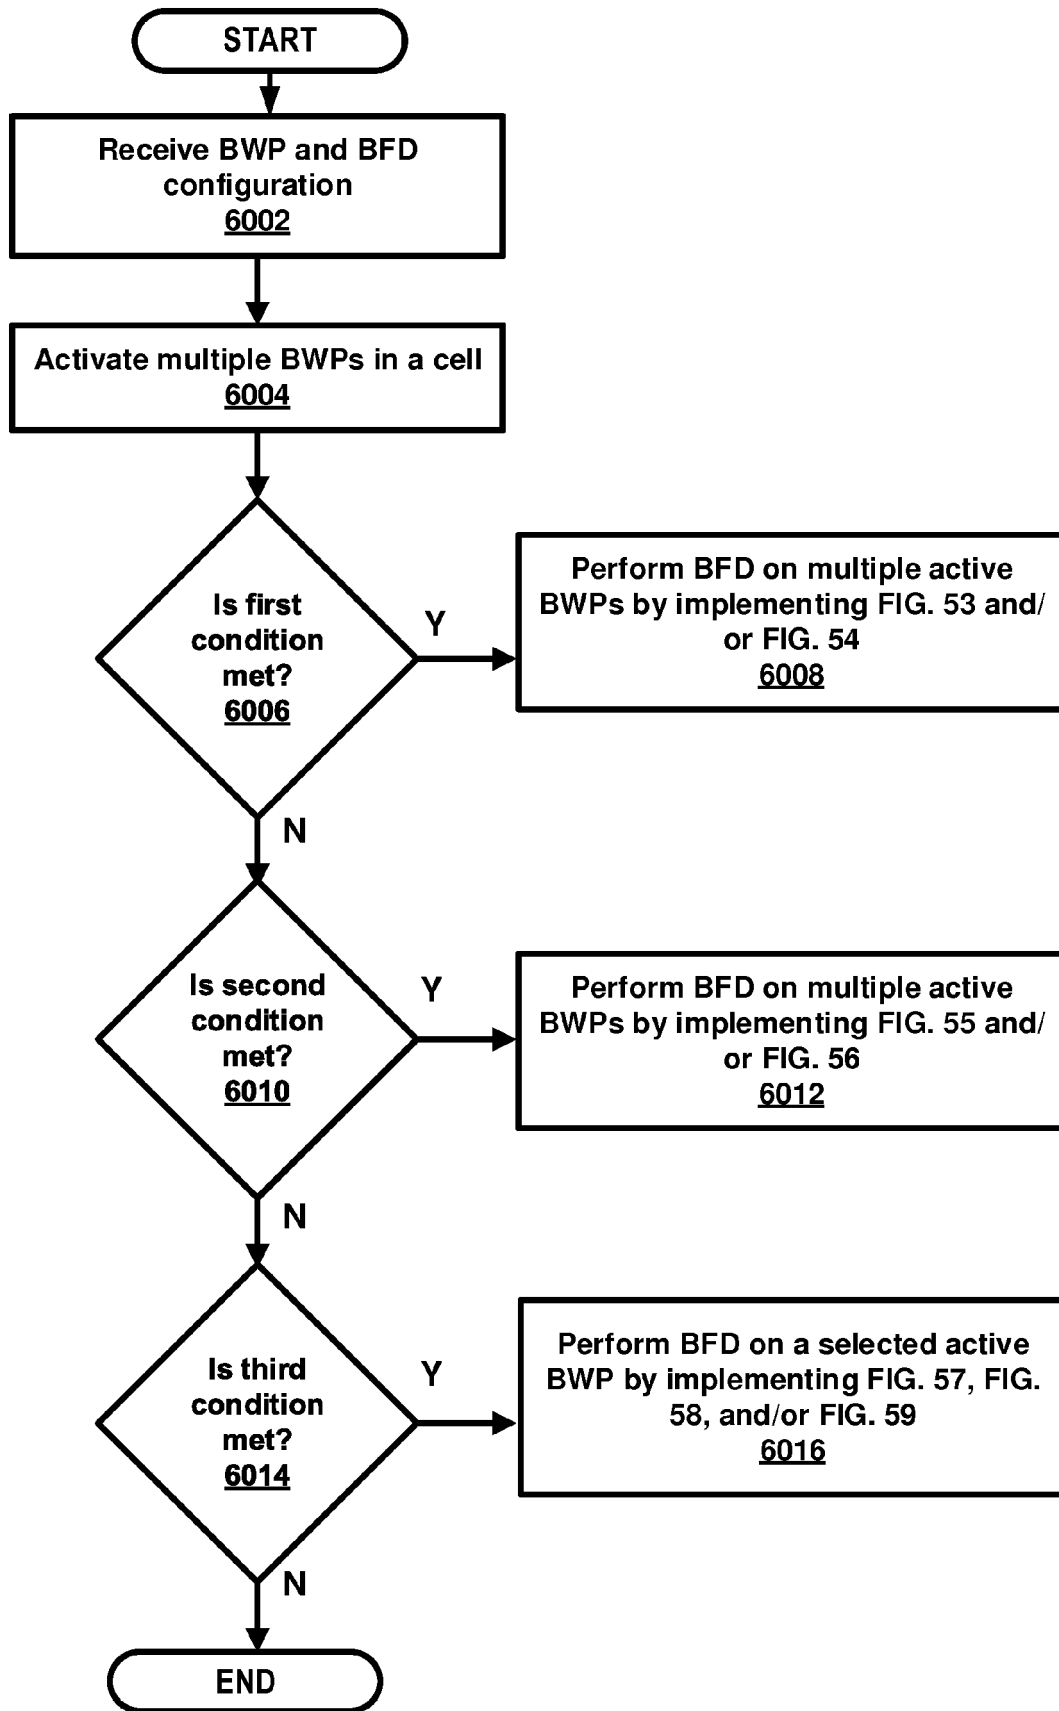 START
Receive BWP and BFD
configuration
6002
Activate multiple BWPs in a cell
6004
Is first
condition
met?
6006
Y
Perform BFD on multiple active
BWPs by implementing FIG. 53 and/
or FIG. 54
6008
N
Is second
condition
met?
6010
Y
Perform BFD on multiple active
BWPs by implementing FIG. 55 and/
or FIG. 56
6012
N
Is third
condition
met?
6014
Y
Perform BFD on a selected active
BWP by implementing FIG. 57, FIG.
58, and/or FIG. 59
6016
N
END